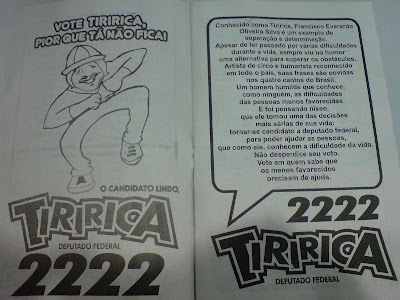 VOTE TIRIRICA,
PIOR QUE TÁ NÃO FICA!
O CANDIDATO LINDO,
TIRIRICA
DEPUTADO FEDERAL
2222
Conhecido como Tiririca, Francisco Everardo
Oliveira Silva é um exemplo de
superação e determinação.
Apesar de ter passado por várias dificuldades
durante a vida, sempre viu no humor
uma alternativa para superar os obstáculos.
Artista de circo e humorista reconhecido
em todo o país, suas frases são ouvidas
nos quatro cantos do Brasil.
Um homem humilde que conhece,
como ninguém, as dificuldades
das pessoas menos favorecidas.
E foi pensando nisso,
que ele tomou uma das decisões
mais sérias de sua vida:
tornar-se candidato a deputado federal,
para poder ajudar as pessoas,
que como ele, conhecem a dificuldade da vida.
Não desperdice seu voto.
Vote em quem sabe que
os menos favorecidos
precisam de ajuda.
2222
TIRIRICA
DEPUTADO FEDERAL